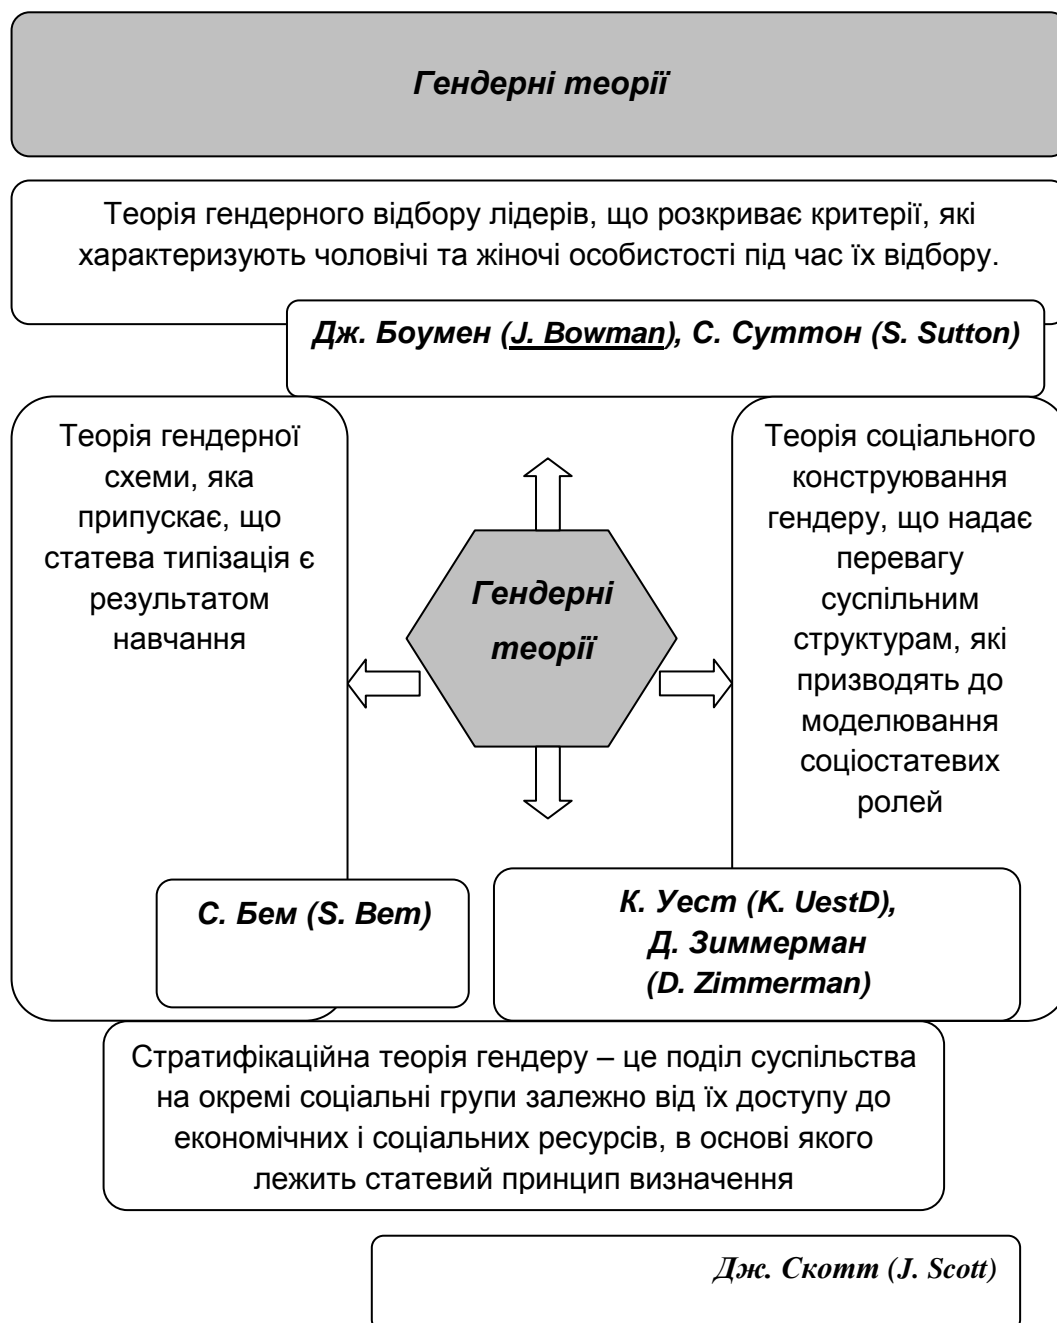 Гендерні теорії
Теорія гендерного відбору лідерів, що розкриває критерії, які
характеризують чоловічі та жіночі особистості під час їх відбору.
Дж. Боумен (J. Bowman), С. Суттон (S. Sutton)
Теорія гендерної
схеми, яка
припускає, що
статева типізація є
результатом
навчання
С. Бем (S. Bem)
Гендерні
теорії
Теорія соціального
конструювання
гендеру, що надає
перевагу
суспільним
структурам, які
призводять до
моделювання
соціостатевих
ролей
К. Уест (K. UestD),
Д. Зиммерман
(D. Zimmerman)
Стратифікаційна теорія гендеру – це поділ суспільства
на окремі соціальні групи залежно від їх доступу до
економічних і соціальних ресурсів, в основі якого
лежить статевий принцип визначення
Дж. Скотт (J. Scott)